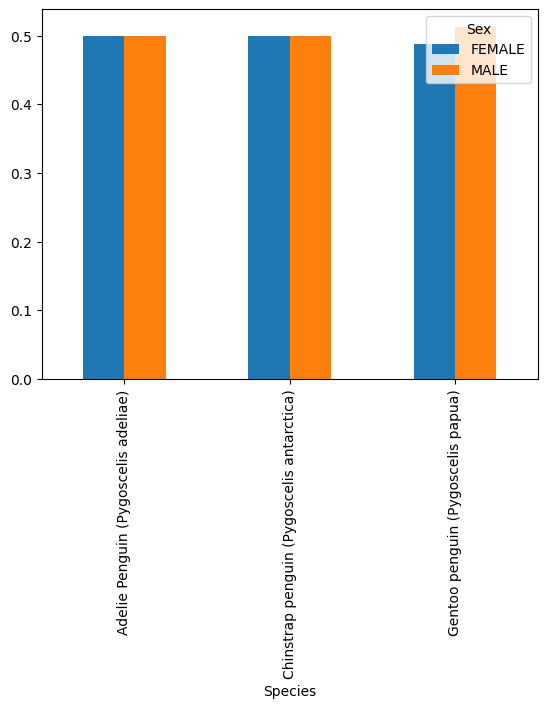 0.5
0.4
0.3
0.2
0.1
0.0
Sex
FEMALE
MALE
Adelie Penguin (Pygoscelis adeliae)
Chinstrap penguin (Pygoscelis antarctica)
Gentoo penguin (Pygoscelis papua)
Species